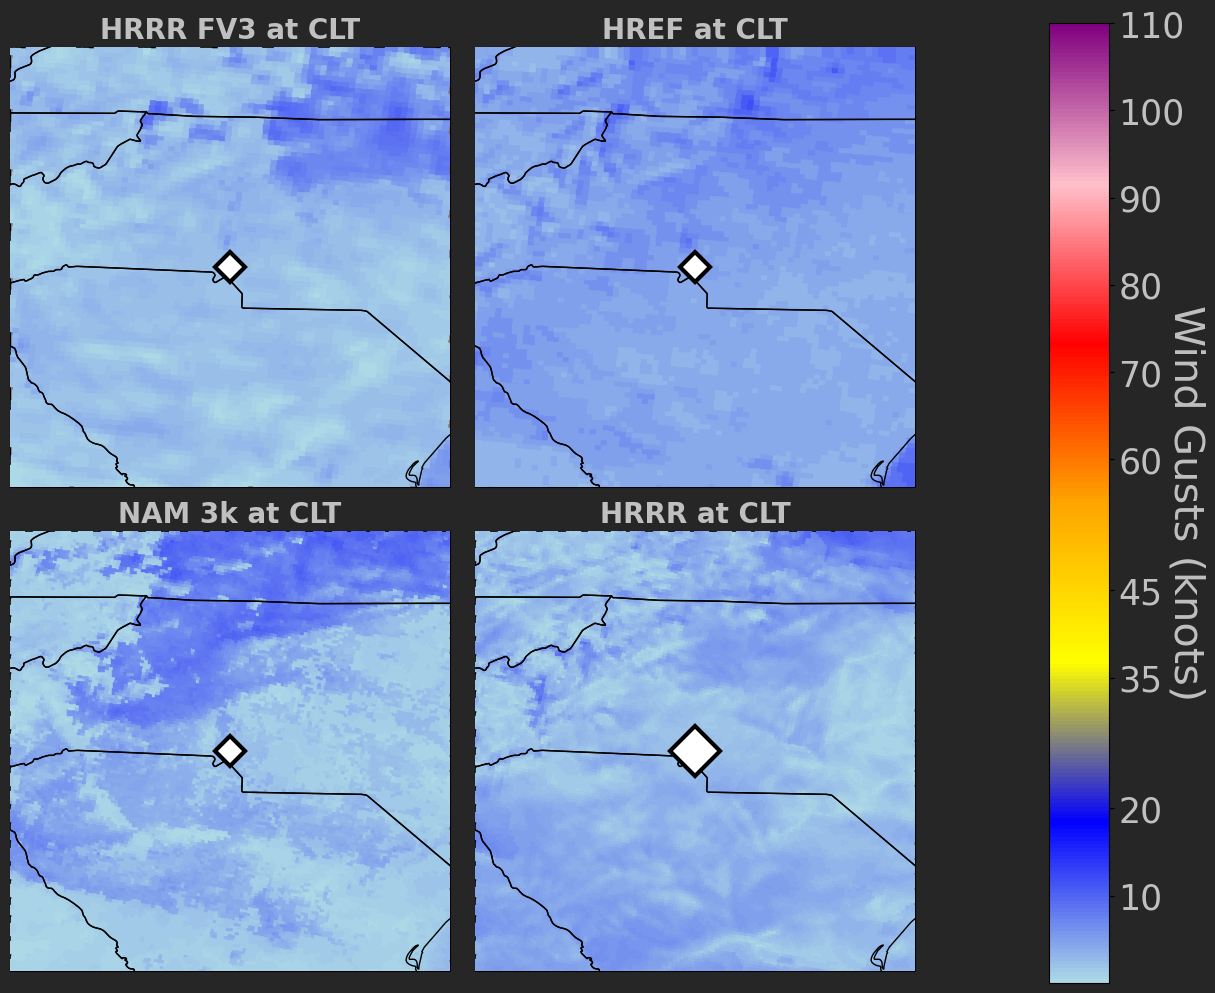 HRRR FV3 at CLT
HREF at CLT
NAM 3k at CLT
HRRR at CLT
110
100
90
80
70
60
45
35
20
10
Wind Gusts (knots)